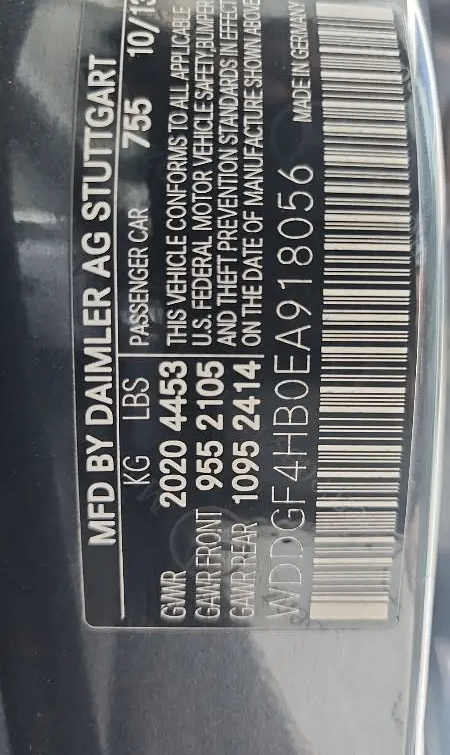 MFD BY DAIMLER AG STUTTGART
KG LBS PASSENGER CAR 755 10/13
GWR 2020 4453 THIS VEHICLE CONFORMS TO ALL APPLICABLE
GAWR FRONT 955 2105 U.S. FEDERAL MOTOR VEHICLE SAFETY,BUMPER
GAWR REAR 1095 2414 AND THEFT PREVENTION STANDARDS IN EFFECT
ON THE DATE OF MANUFACTURE SHOWN ABOVE
WDDGF4HB0EA918056 MADE IN GERMANY